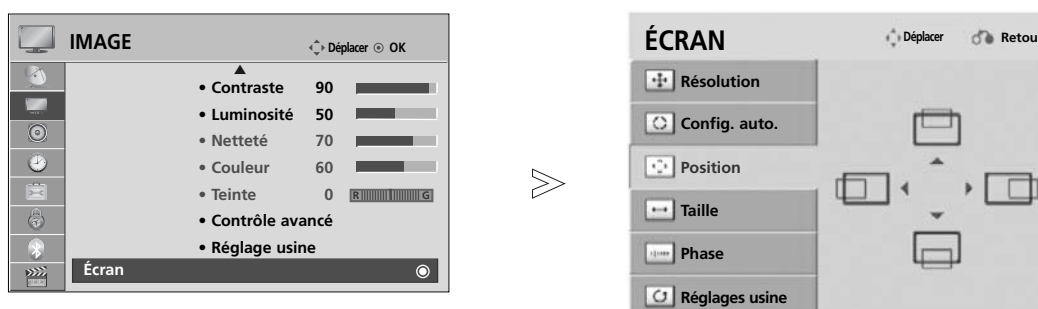 IMAGE
Déplacer OK
• Contraste 90
• Luminosité 50
• Netteté 70
• Couleur 60
• Teinte 0 R G
• Contrôle avancé
• Réglage usine
Écran
ÉCRAN
Déplacer Retou
Résolution
Config. auto.
Position
Taille
Phase
Réglages usine